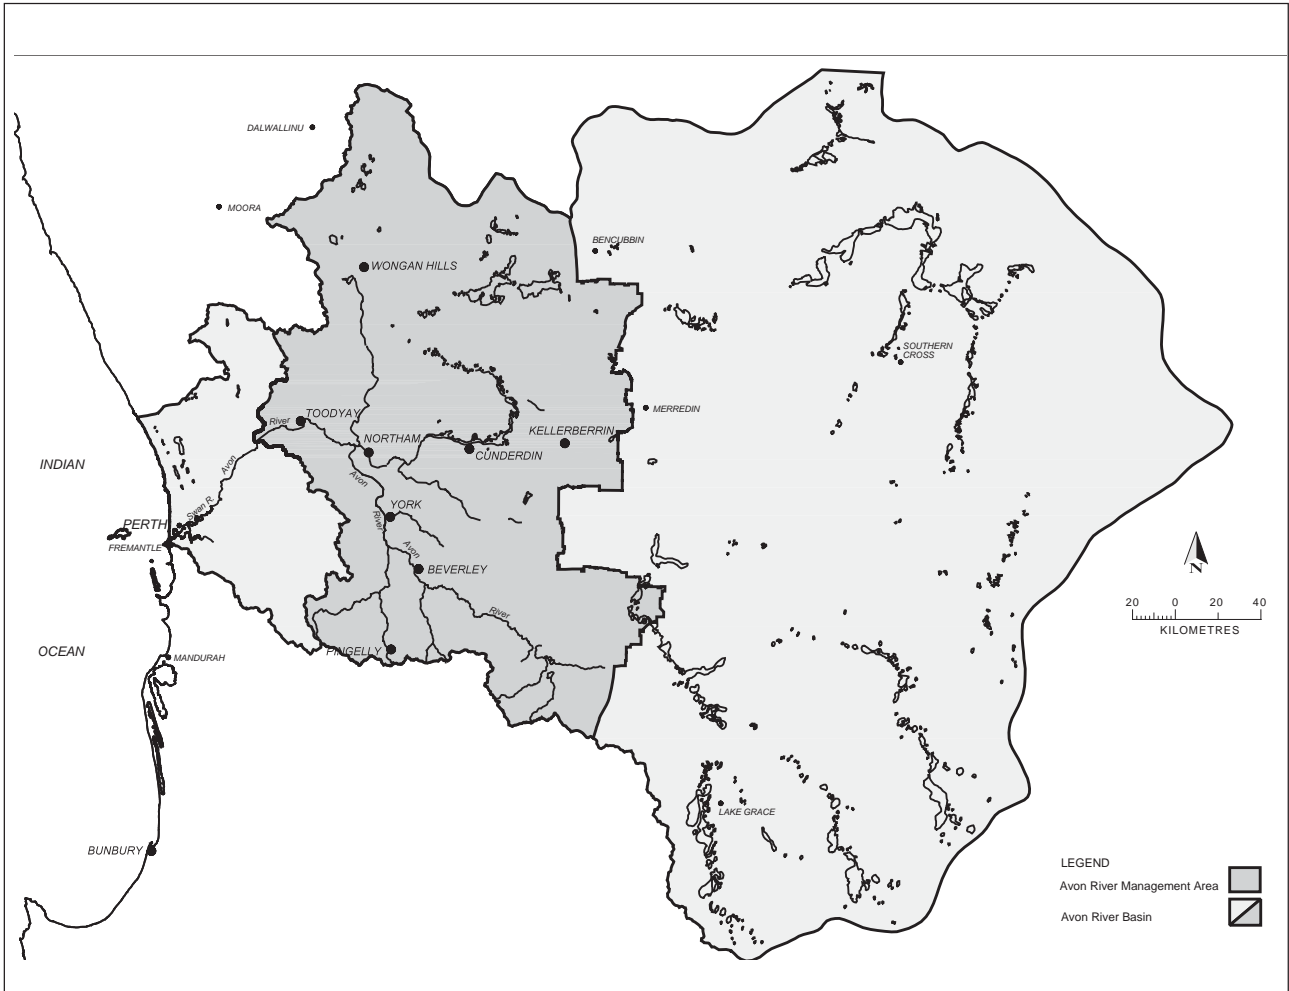 DALWALLINU
MOORA
BENCUBBIN
WONGAN HILLS
SOUTHERN
CROSS
MERREDIN
TOODYAY
River
KELLERBERRIN
NORTHAM
CUNDERDIN
INDIAN
Avon
Avon
Swan R.
YORK
PERTH
River
FREMANTLE
Avon
BEVERLEY
N
20 0 20 40
KILOMETRES
River
OCEAN
PINGELLY
MANDURAH
LAKE GRACE
BUNBURY
LEGEND
Avon River Management Area
Avon River Basin